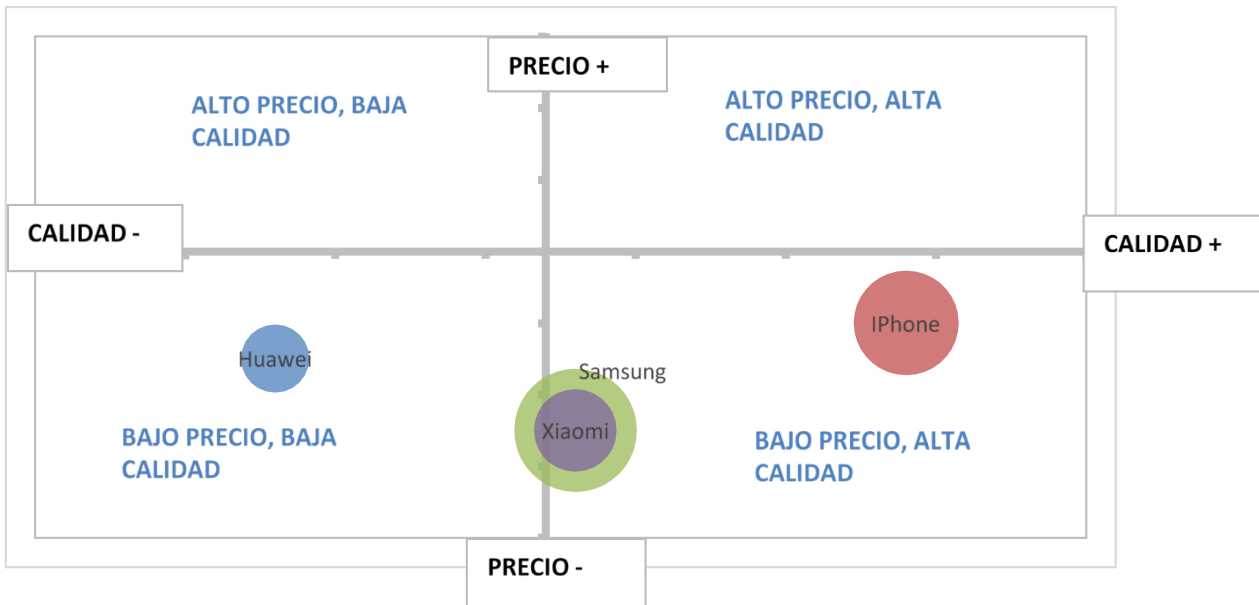 PRECIO +
ALTO PRECIO, BAJA
CALIDAD
ALTO PRECIO, ALTA
CALIDAD
CALIDAD -
CALIDAD +
IPhone
Huawei
Samsung
Xiaomi
BAJO PRECIO, BAJA
CALIDAD
BAJO PRECIO, ALTA
CALIDAD
PRECIO -